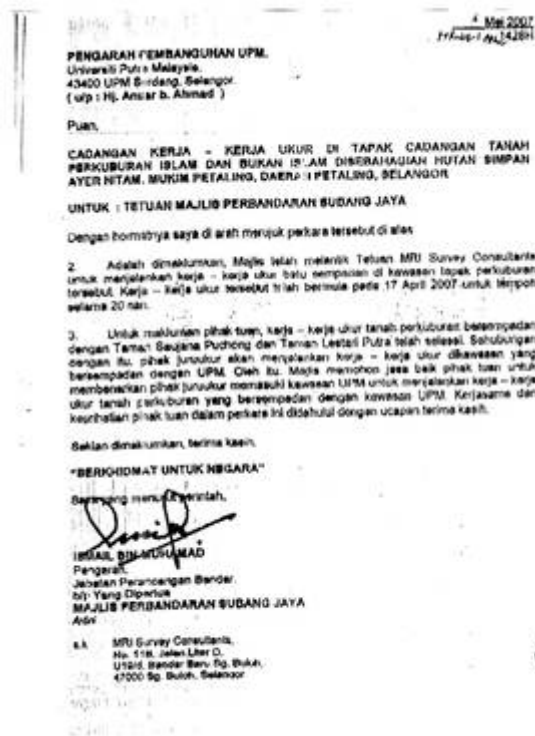 Mei 2007
1428H
PENGARAH PEMBANGUNAN UPM,
Universiti Putra Malaysia,
43400 UPM Serdang, Selangor.
( u/p : Hj. Anuar b. Ahmad )
Puan,
CADANGAN KERJA – KERJA UKUR DI TAPAK CADANGAN TANAH
PERKUBURAN ISLAM DAN BUKAN ISLAM DISEBAHAGIAN HUTAN SIMPAN
AYER HITAM, MUKIM PETALING, DAERAH PETALING, SELANGOR
UNTUK : TETUAN MAJLIS PERBANDARAN SUBANG JAYA
Dengan hormatnya saya di arah merujuk perkara tersebut di atas
2. Adalah dimaklumkan, Majlis telah melantik Tetuan MRI Survey Consultants
untuk menjalankan kerja – kerja ukur batu sempadan di kawasan tapak perkuburan
tersebut. Kerja – kerja ukur tersebut telah bermula pada 17 April 2007 untuk tempoh
selama 20 hari.
3. Untuk makluman pihak tuan, kerja – kerja ukur tanah perkuburan bersempadan
dengan Taman Saujana Puchong dan Taman Lestari Putra telah selesai. Sehubungan
dengan itu, pihak jurukur akan menjalankan kerja – kerja ukur dikawasan yang
bersempadan dengan UPM. Oleh itu, Majlis memohon jasa baik pihak tuan untuk
membenarkan pihak jurukur memasuki kawasan UPM untuk menjalankan kerja – kerja
ukur tanah perkuburan yang bersempadan dengan kawasan UPM. Kerjasama dan
keprihatian pihak tuan dalam perkara ini didahului dengan ucapan terima kasih.
Sekian dimaklumkan, terima kasih.
"BERKHIDMAT UNTUK NEGARA"
Saya yang menurut perintah,
ISMAIL BIN MUHAMAD
Pengarah,
Jabatan Perancangan Bandar,
b/p Yang Dipertua
MAJLIS PERBANDARAN SUBANG JAYA
s.k MRI Survey Consultants,
No. 11B, Jalan Liter D,
U19/d, Bandar Baru Sg. Buloh,
47000 Sg. Buloh, Selangor